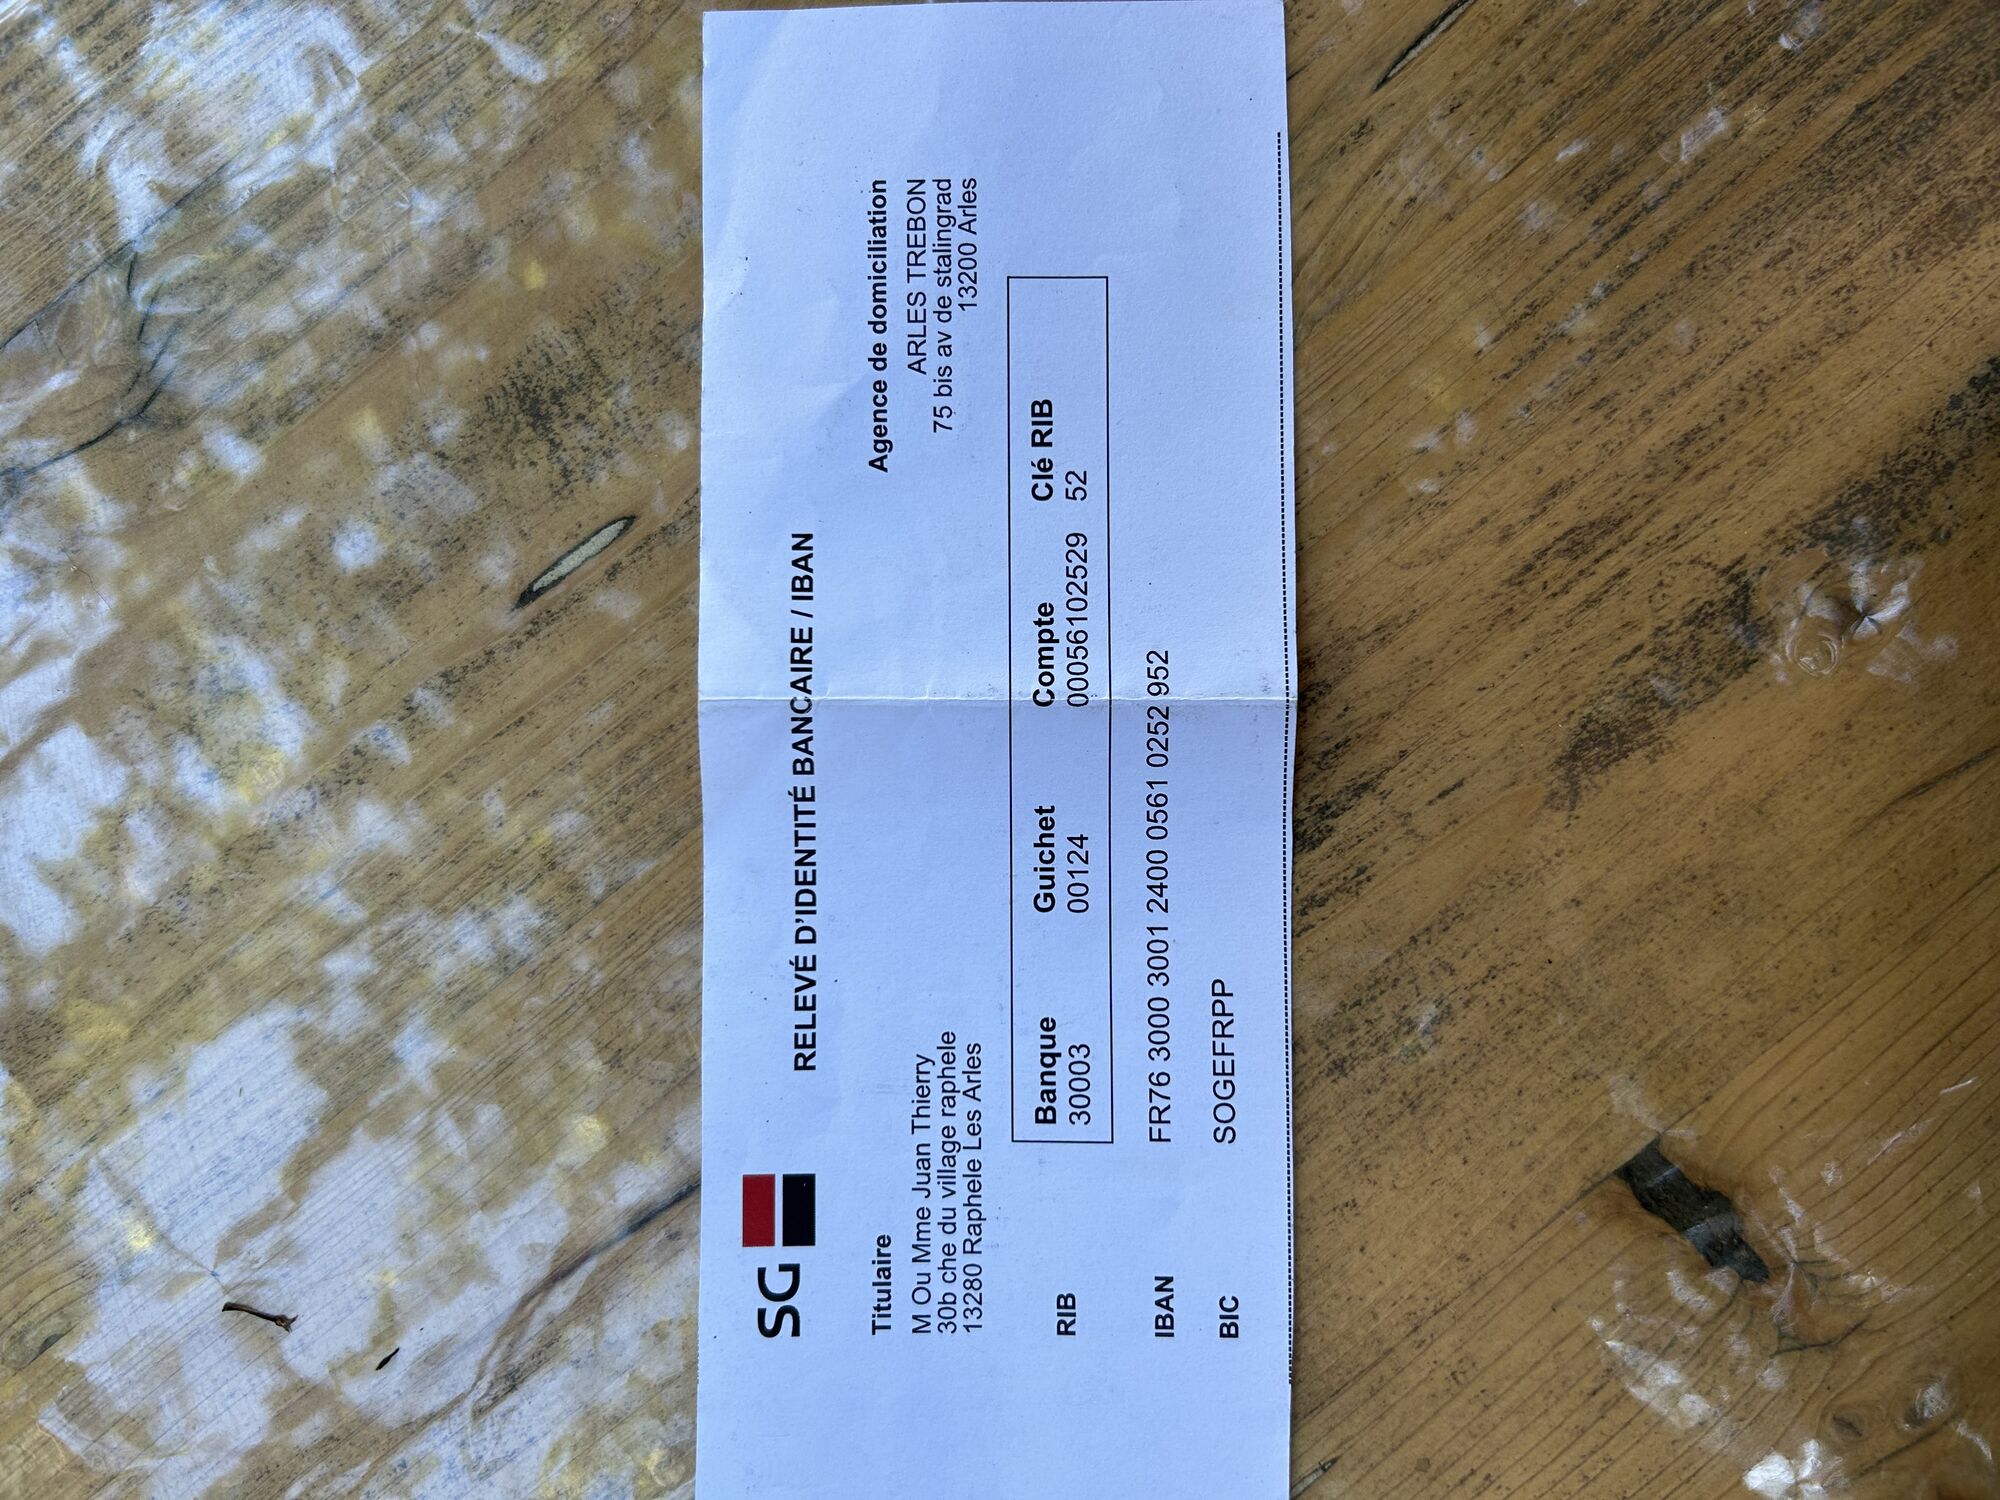 SG
RELEVÉ D'IDENTITÉ BANCAIRE / IBAN
Titulaire
M Ou Mme Juan Thierry
30b che du village raphele
13280 Raphele Les Arles
Agence de domiciliation
ARLES TREBON
75 bis av de stalingrad
13200 Arles
RIB
Banque Guichet Compte Clé RIB
30003 00124 00056102529 52
IBAN FR76 3000 3001 2400 0561 0252 952
BIC SOGEFRPP